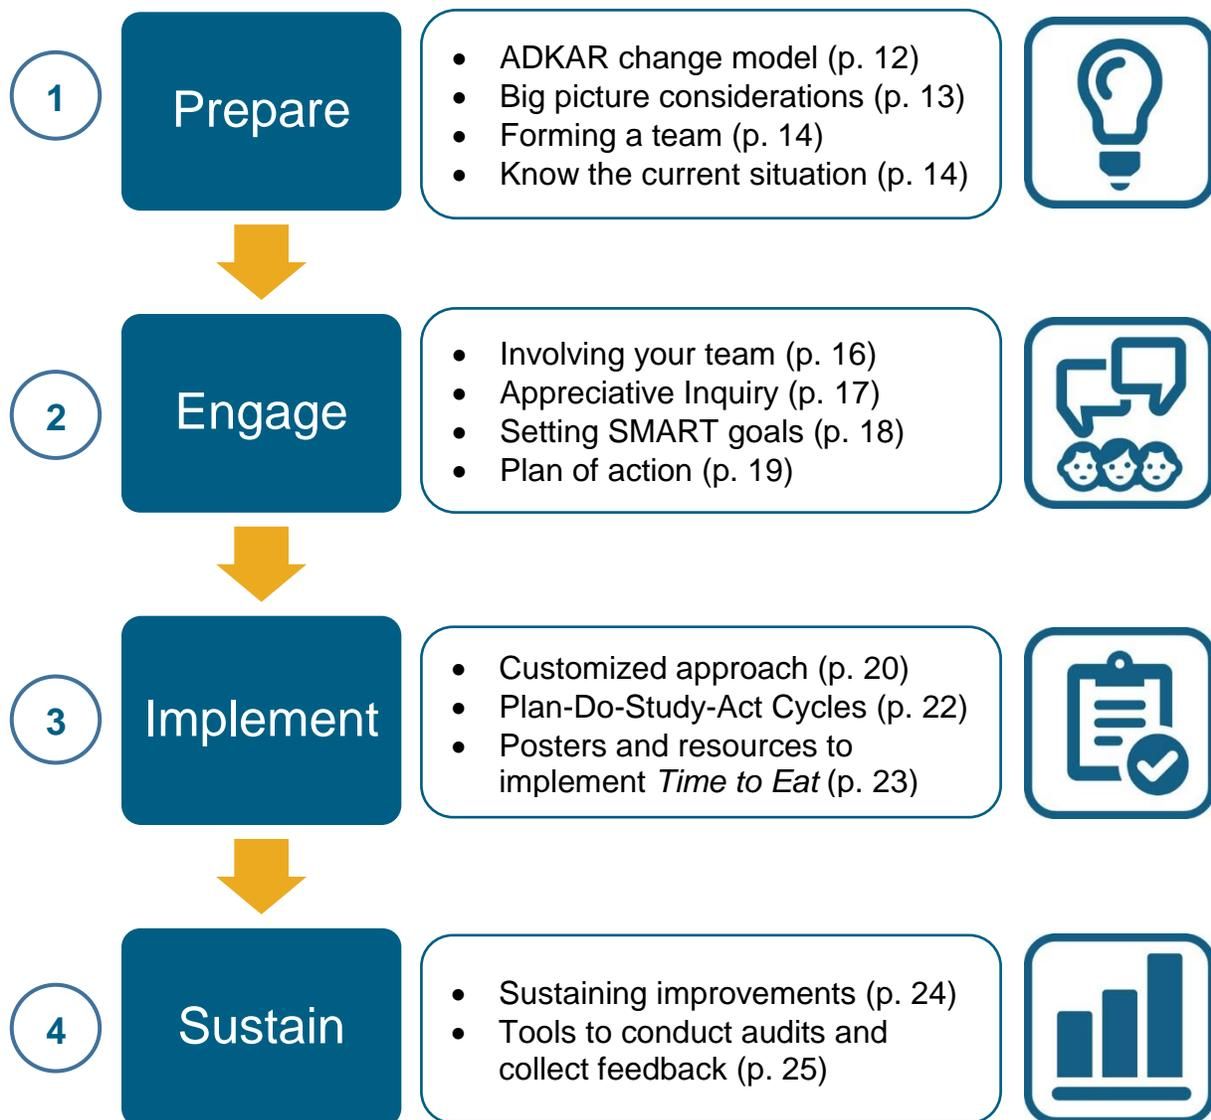 1
Prepare
• ADKAR change model (p. 12)
• Big picture considerations (p. 13)
• Forming a team (p. 14)
• Know the current situation (p. 14)
2
Engage
• Involving your team (p. 16)
• Appreciative Inquiry (p. 17)
• Setting SMART goals (p. 18)
• Plan of action (p. 19)
3
Implement
• Customized approach (p. 20)
• Plan-Do-Study-Act Cycles (p. 22)
• Posters and resources to
implement Time to Eat (p. 23)
4
Sustain
• Sustaining improvements (p. 24)
• Tools to conduct audits and
collect feedback (p. 25)